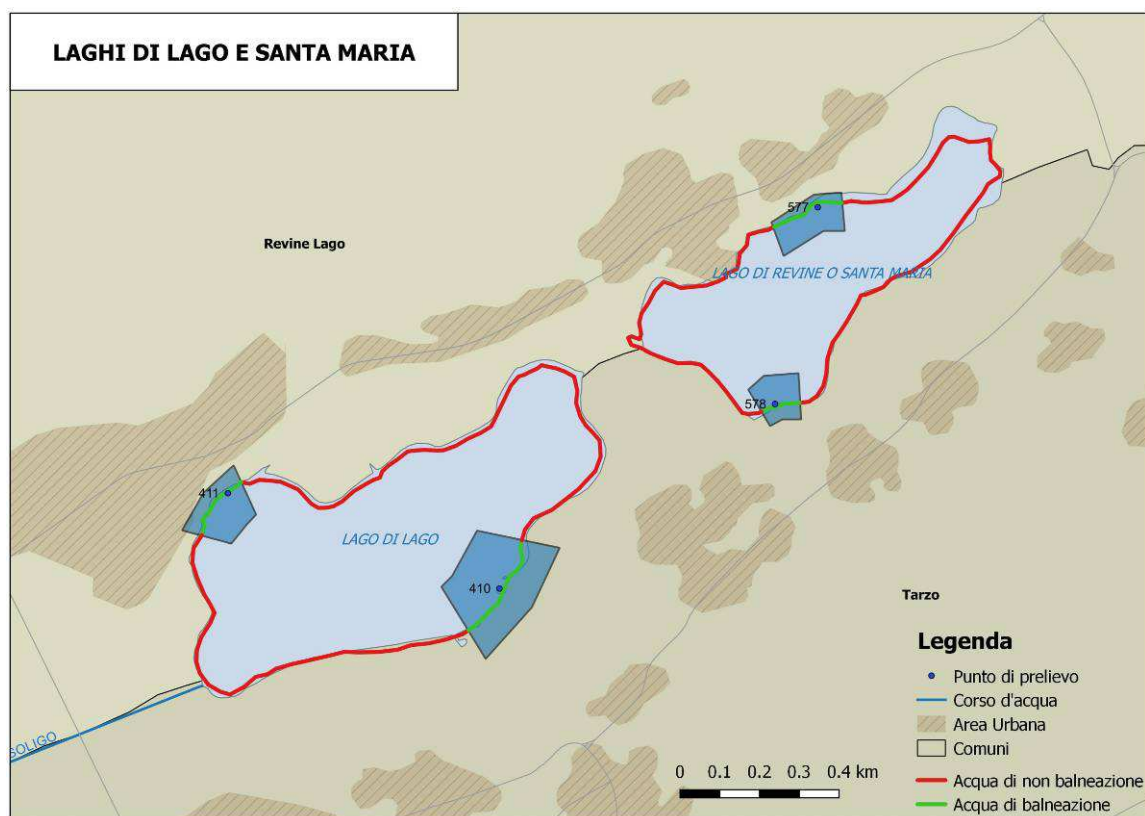 LAGHI DI LAGO E SANTA MARIA
577
Revine Lago
LAGO DI REVINE O SANTA MARIA
578
411
LAGO DI LAGO
410
Tarzo
SOLIGO
Legenda
Punto di prelievo
Corso d'acqua
Area Urbana
Comuni
0 0.1 0.2 0.3 0.4 km
Acqua di non balneazione
Acqua di balneazione